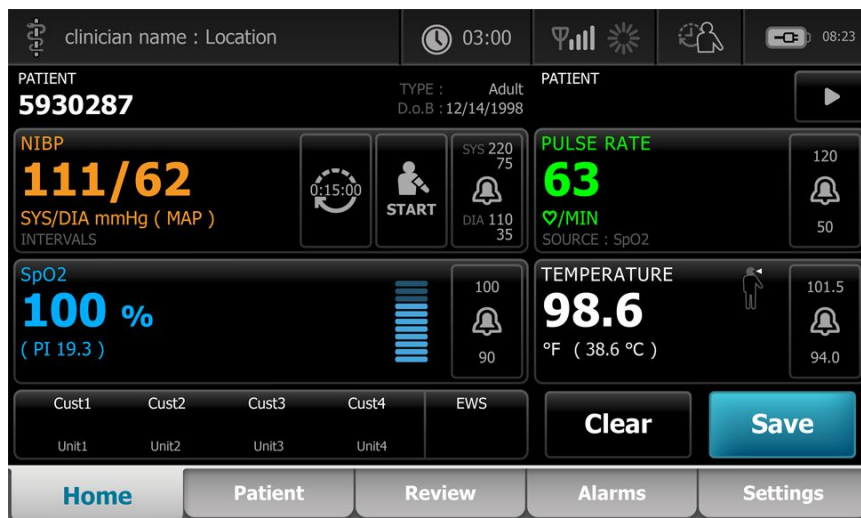 clinician name : Location
03:00
08:23
PATIENT
5930287
TYPE : Adult
D.o.B : 12/14/1998
PATIENT
NIBP
111/62
SYS/DIA mmHg ( MAP )
INTERVALS
0:15:00
START
SYS 220
75
DIA 110
35
PULSE RATE
63
/MIN
SOURCE : SpO2
120
50
SpO2
100 %
( PI 19.3 )
100
90
TEMPERATURE
98.6
°F ( 38.6 °C )
101.5
94.0
Cust1 Cust2 Cust3 Cust4 EWS
Unit1 Unit2 Unit3 Unit4
Clear
Save
Home Patient Review Alarms Settings